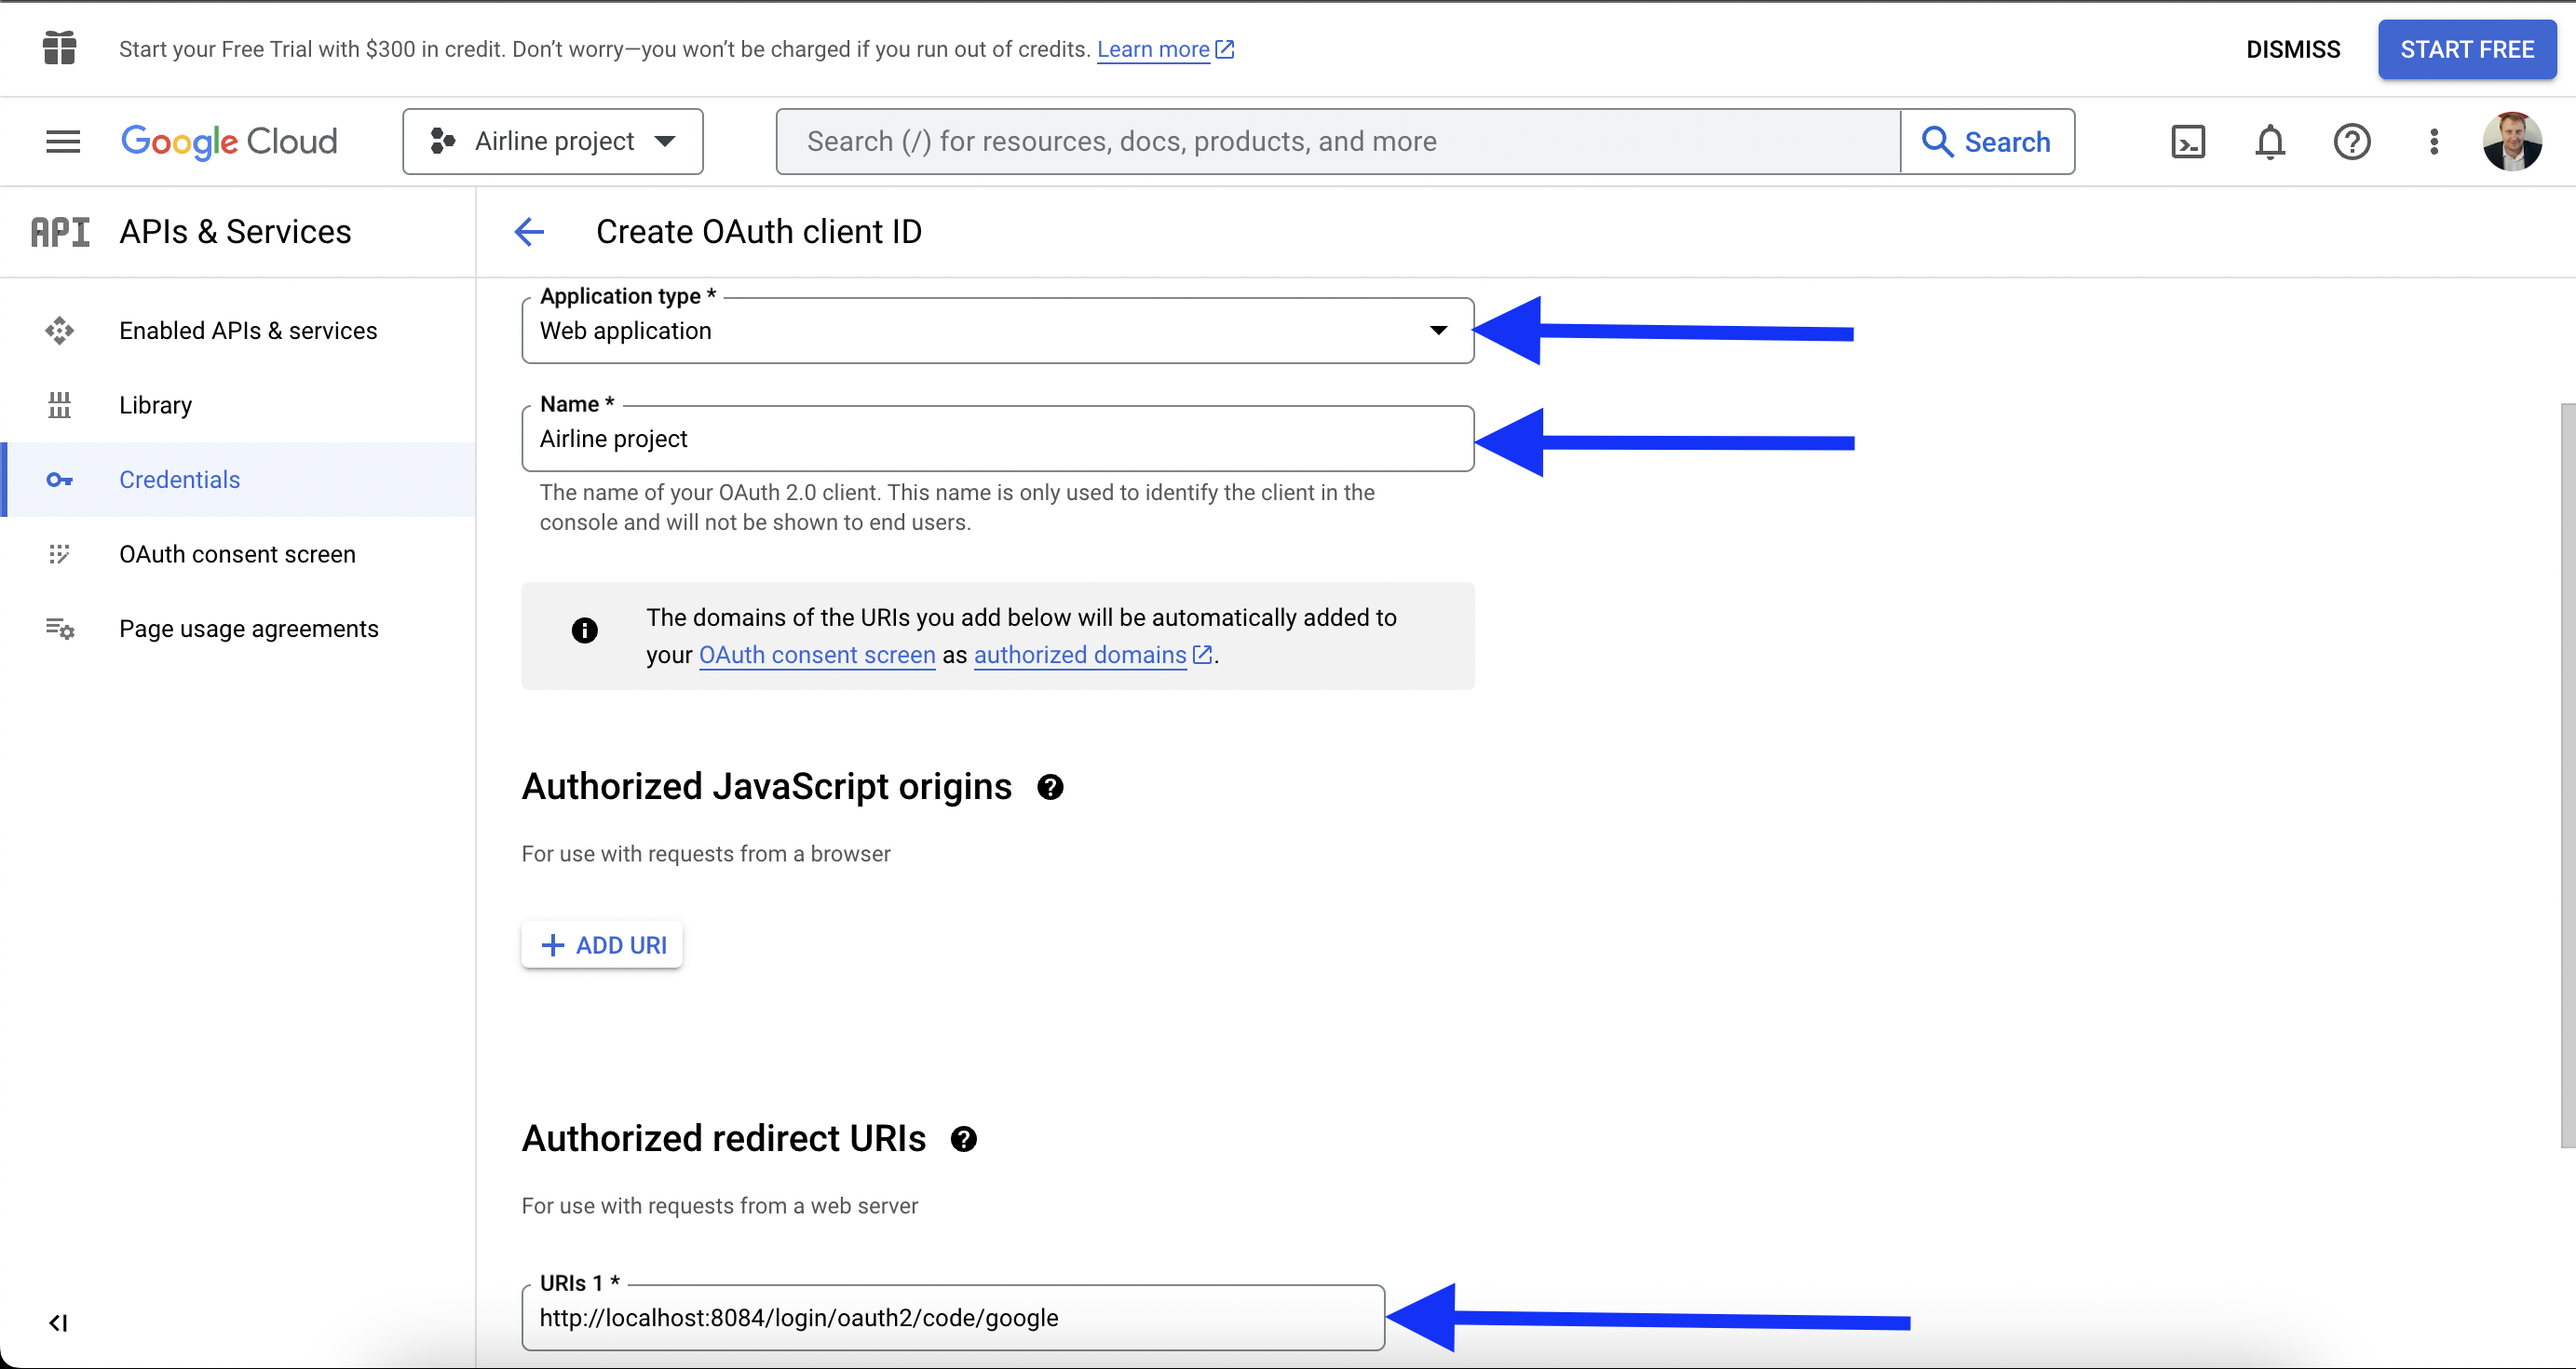 Start your Free Trial with $300 in credit. Don’t worry—you won’t be charged if you run out of credits. Learn more
DISMISS
START FREE
Google Cloud
Airline project
Search (/) for resources, docs, products, and more
Search
API
APIs & Services
Create OAuth client ID
Enabled APIs & services
Library
Credentials
OAuth consent screen
Page usage agreements
Application type *
Web application
Name *
Airline project
The name of your OAuth 2.0 client. This name is only used to identify the client in the
console and will not be shown to end users.
The domains of the URIs you add below will be automatically added to
your OAuth consent screen as authorized domains.
Authorized JavaScript origins
For use with requests from a browser
ADD URI
Authorized redirect URIs
For use with requests from a web server
URIs 1 *
http://localhost:8084/login/oauth2/code/google